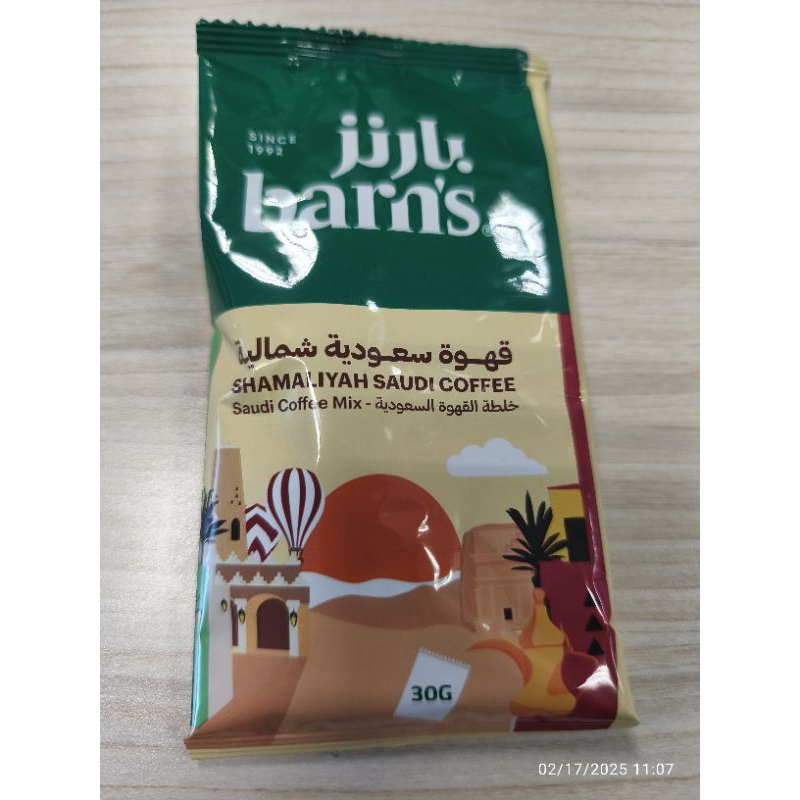 SINCE
1992
بارنز
barn's
قهوة سعودية شمالية
SHAMALIYAH SAUDI COFFEE
Saudi Coffee Mix - خلطة القهوة السعودية
30G
02/17/2025 11:07